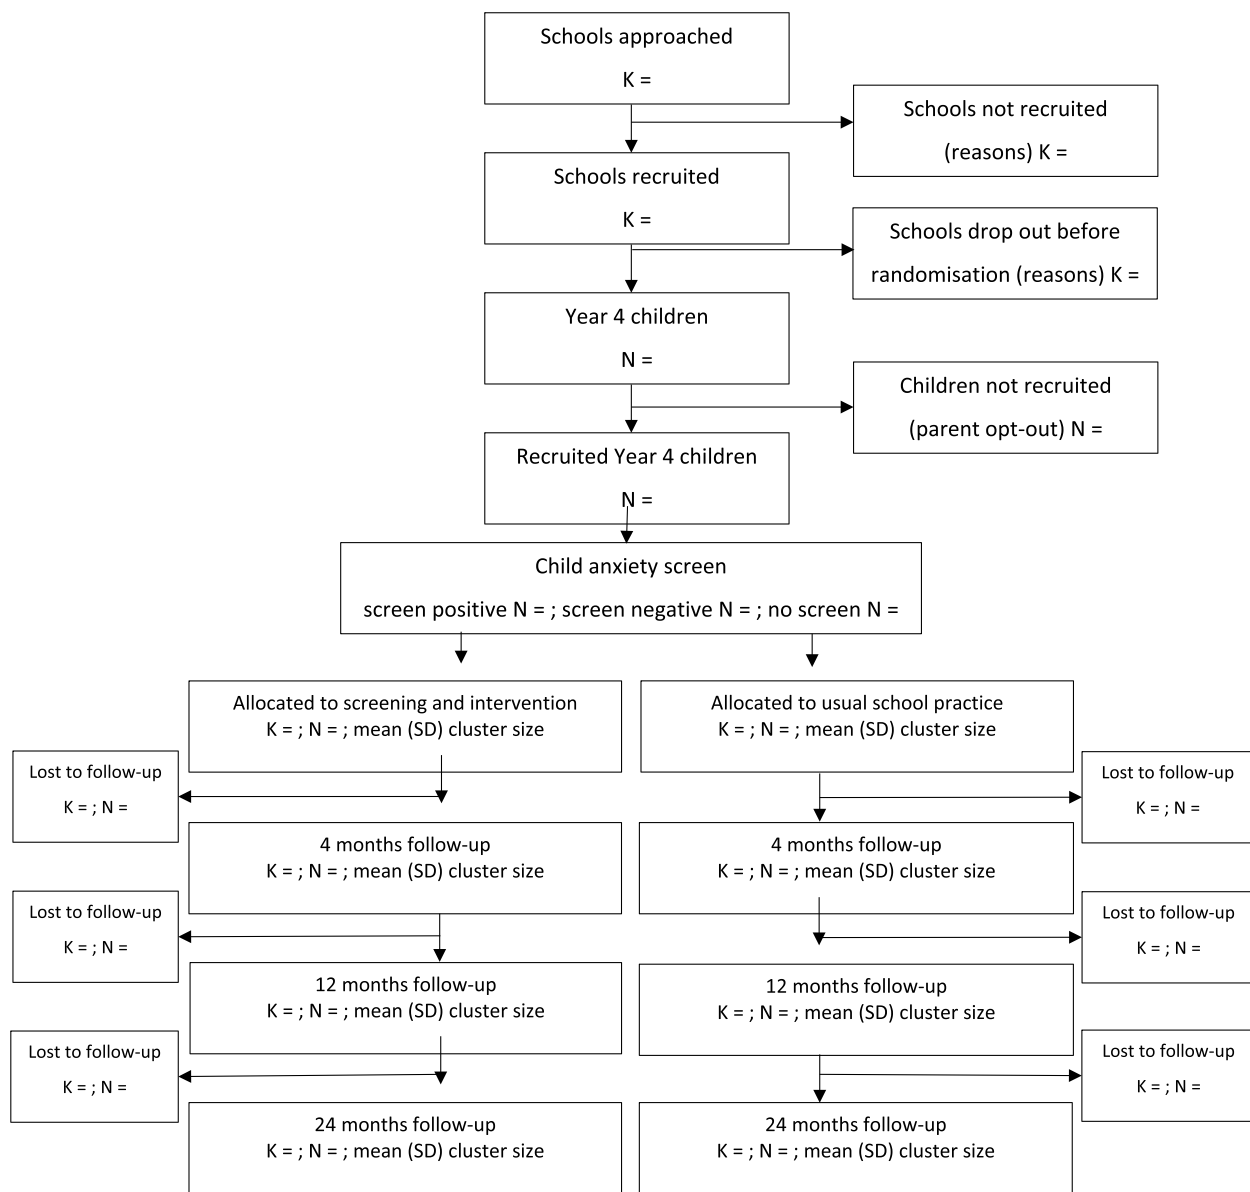 Schools approached
K =
Schools not recruited
(reasons) K =
Schools recruited
K =
Schools drop out before
randomisation (reasons) K =
Year 4 children
N =
Children not recruited
(parent opt-out) N =
Recruited Year 4 children
N =
Child anxiety screen
screen positive N = ; screen negative N = ; no screen N =
Allocated to screening and intervention
K = ; N = ; mean (SD) cluster size
Allocated to usual school practice
K = ; N = ; mean (SD) cluster size
Lost to follow-up
K = ; N =
Lost to follow-up
K = ; N =
4 months follow-up
K = ; N = ; mean (SD) cluster size
4 months follow-up
K = ; N = ; mean (SD) cluster size
Lost to follow-up
K = ; N =
Lost to follow-up
K = ; N =
12 months follow-up
K = ; N = ; mean (SD) cluster size
12 months follow-up
K = ; N = ; mean (SD) cluster size
Lost to follow-up
K = ; N =
Lost to follow-up
K = ; N =
24 months follow-up
K = ; N = ; mean (SD) cluster size
24 months follow-up
K = ; N = ; mean (SD) cluster size